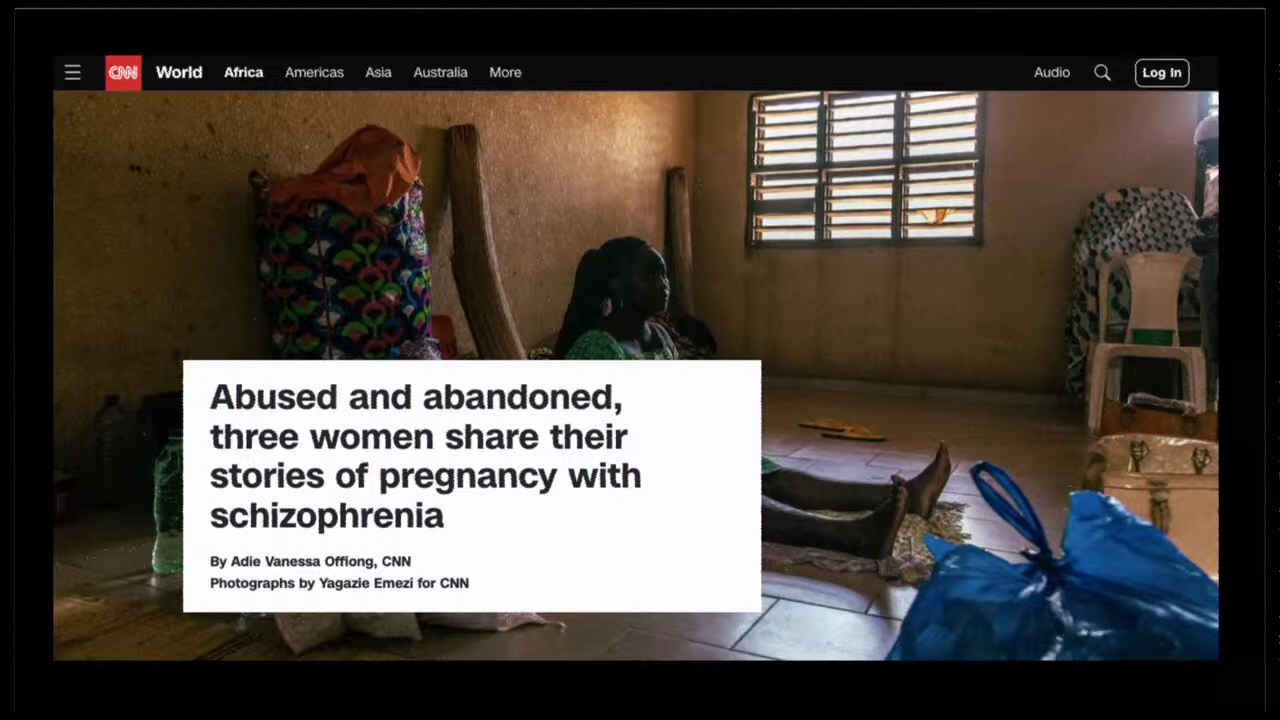 CNN World Africa Americas Asia Australia More Audio Log In
Abused and abandoned,
three women share their
stories of pregnancy with
schizophrenia
By Adie Vanessa Offiong, CNN
Photographs by Yagazie Emezi for CNN